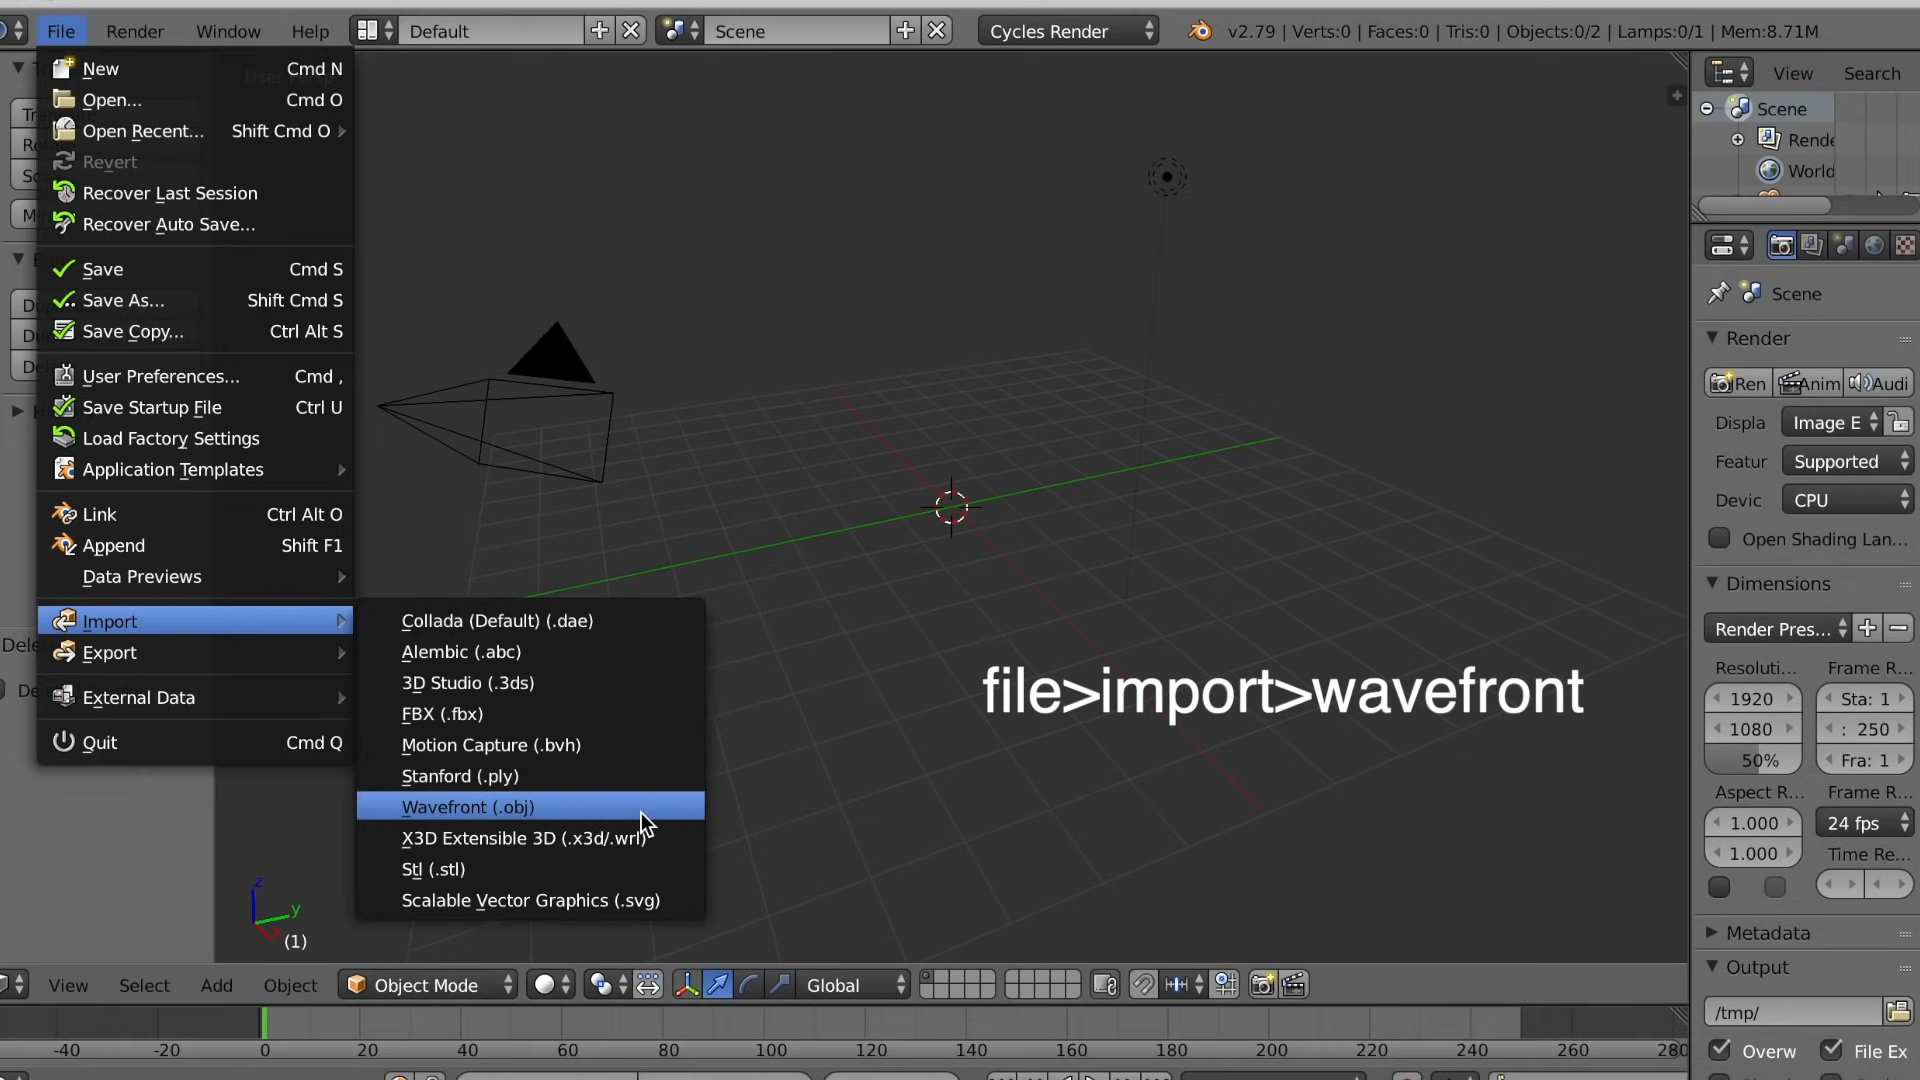 File Render Window Help Default Scene Cycles Render v2.79 | Verts:0 | Faces:0 | Tris:0 | Objects:0/2 | Lamps:0/1 | Mem:8.71M
New Cmd N
Open... Cmd O
Open Recent... Shift Cmd O
Revert
Recover Last Session
Recover Auto Save...
Save Cmd S
Save As... Shift Cmd S
Save Copy... Ctrl Alt S
User Preferences... Cmd ,
Save Startup File Ctrl U
Load Factory Settings
Application Templates
Link Ctrl Alt O
Append Shift F1
Data Previews
Import
Export
External Data
Quit Cmd Q
Collada (Default) (.dae)
Alembic (.abc)
3D Studio (.3ds)
FBX (.fbx)
Motion Capture (.bvh)
Stanford (.ply)
Wavefront (.obj)
X3D Extensible 3D (.x3d/.wrl)
Stl (.stl)
Scalable Vector Graphics (.svg)
file>import>wavefront
z
y
x
(1)
View Search
Scene
Rende
World
Scene
Render
Ren Anim Audi
Displa Image E
Featur Supported
Devic CPU
Open Shading Lan...
Dimensions
Render Pres...
Resoluti... Frame R...
1920 Sta: 1
1080 : 250
50% Fra: 1
Aspect R... Frame R...
1.000 24 fps
1.000 Time Re...
Metadata
Output
/tmp/
Overw File Ex
View Select Add Object Object Mode Global
-40 -20 0 20 40 60 80 100 120 140 160 180 200 220 240 260 280